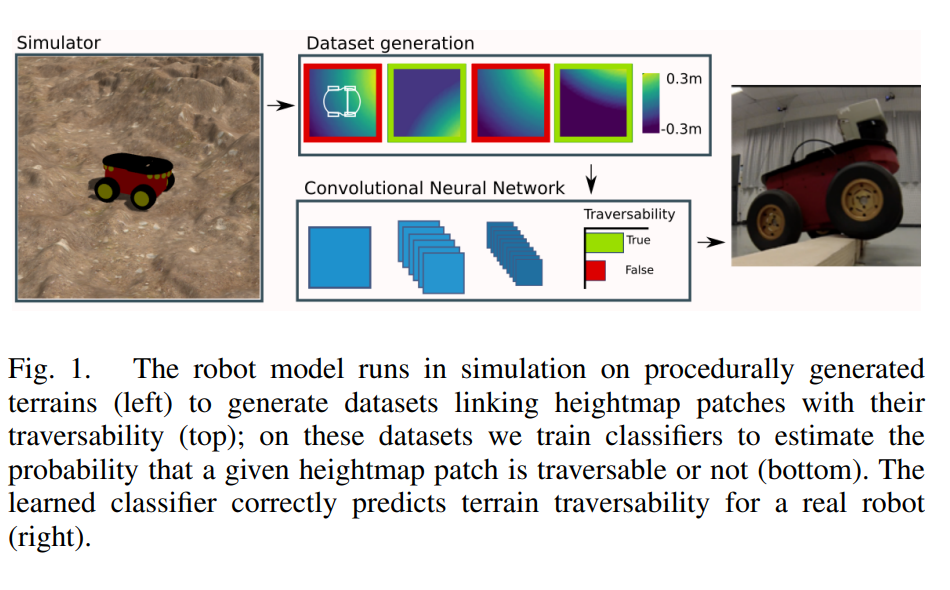 Simulator
Dataset generation
0.3m
-0.3m
Convolutional Neural Network
Traversability
True
False
Fig. 1. The robot model runs in simulation on procedurally generated
terrains (left) to generate datasets linking heightmap patches with their
traversability (top); on these datasets we train classifiers to estimate the
probability that a given heightmap patch is traversable or not (bottom). The
learned classifier correctly predicts terrain traversability for a real robot
(right).